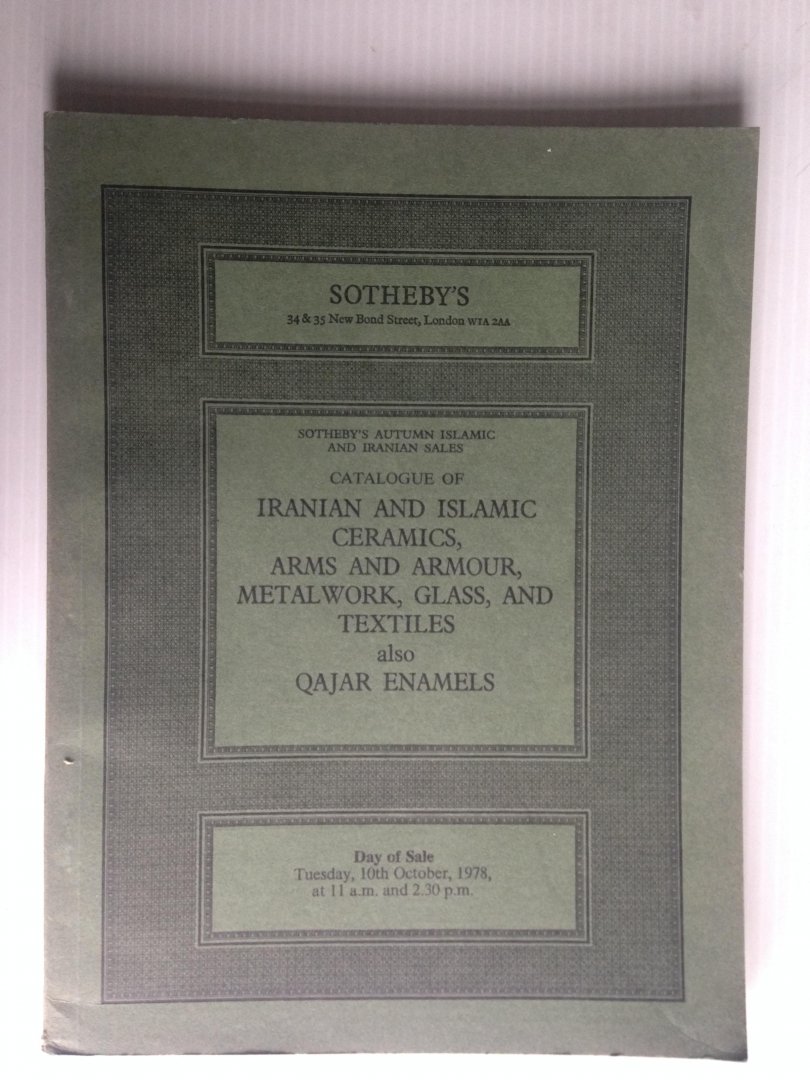 SOTHEBY'S
34 & 35 New Bond Street, London W1A 2AA
SOTHEBY'S AUTUMN ISLAMIC
AND IRANIAN SALES
CATALOGUE OF
IRANIAN AND ISLAMIC
CERAMICS,
ARMS AND ARMOUR,
METALWORK, GLASS, AND
TEXTILES
also
QAJAR ENAMELS
Day of Sale
Tuesday, 10th October, 1978,
at 11 a.m. and 2.30 p.m.